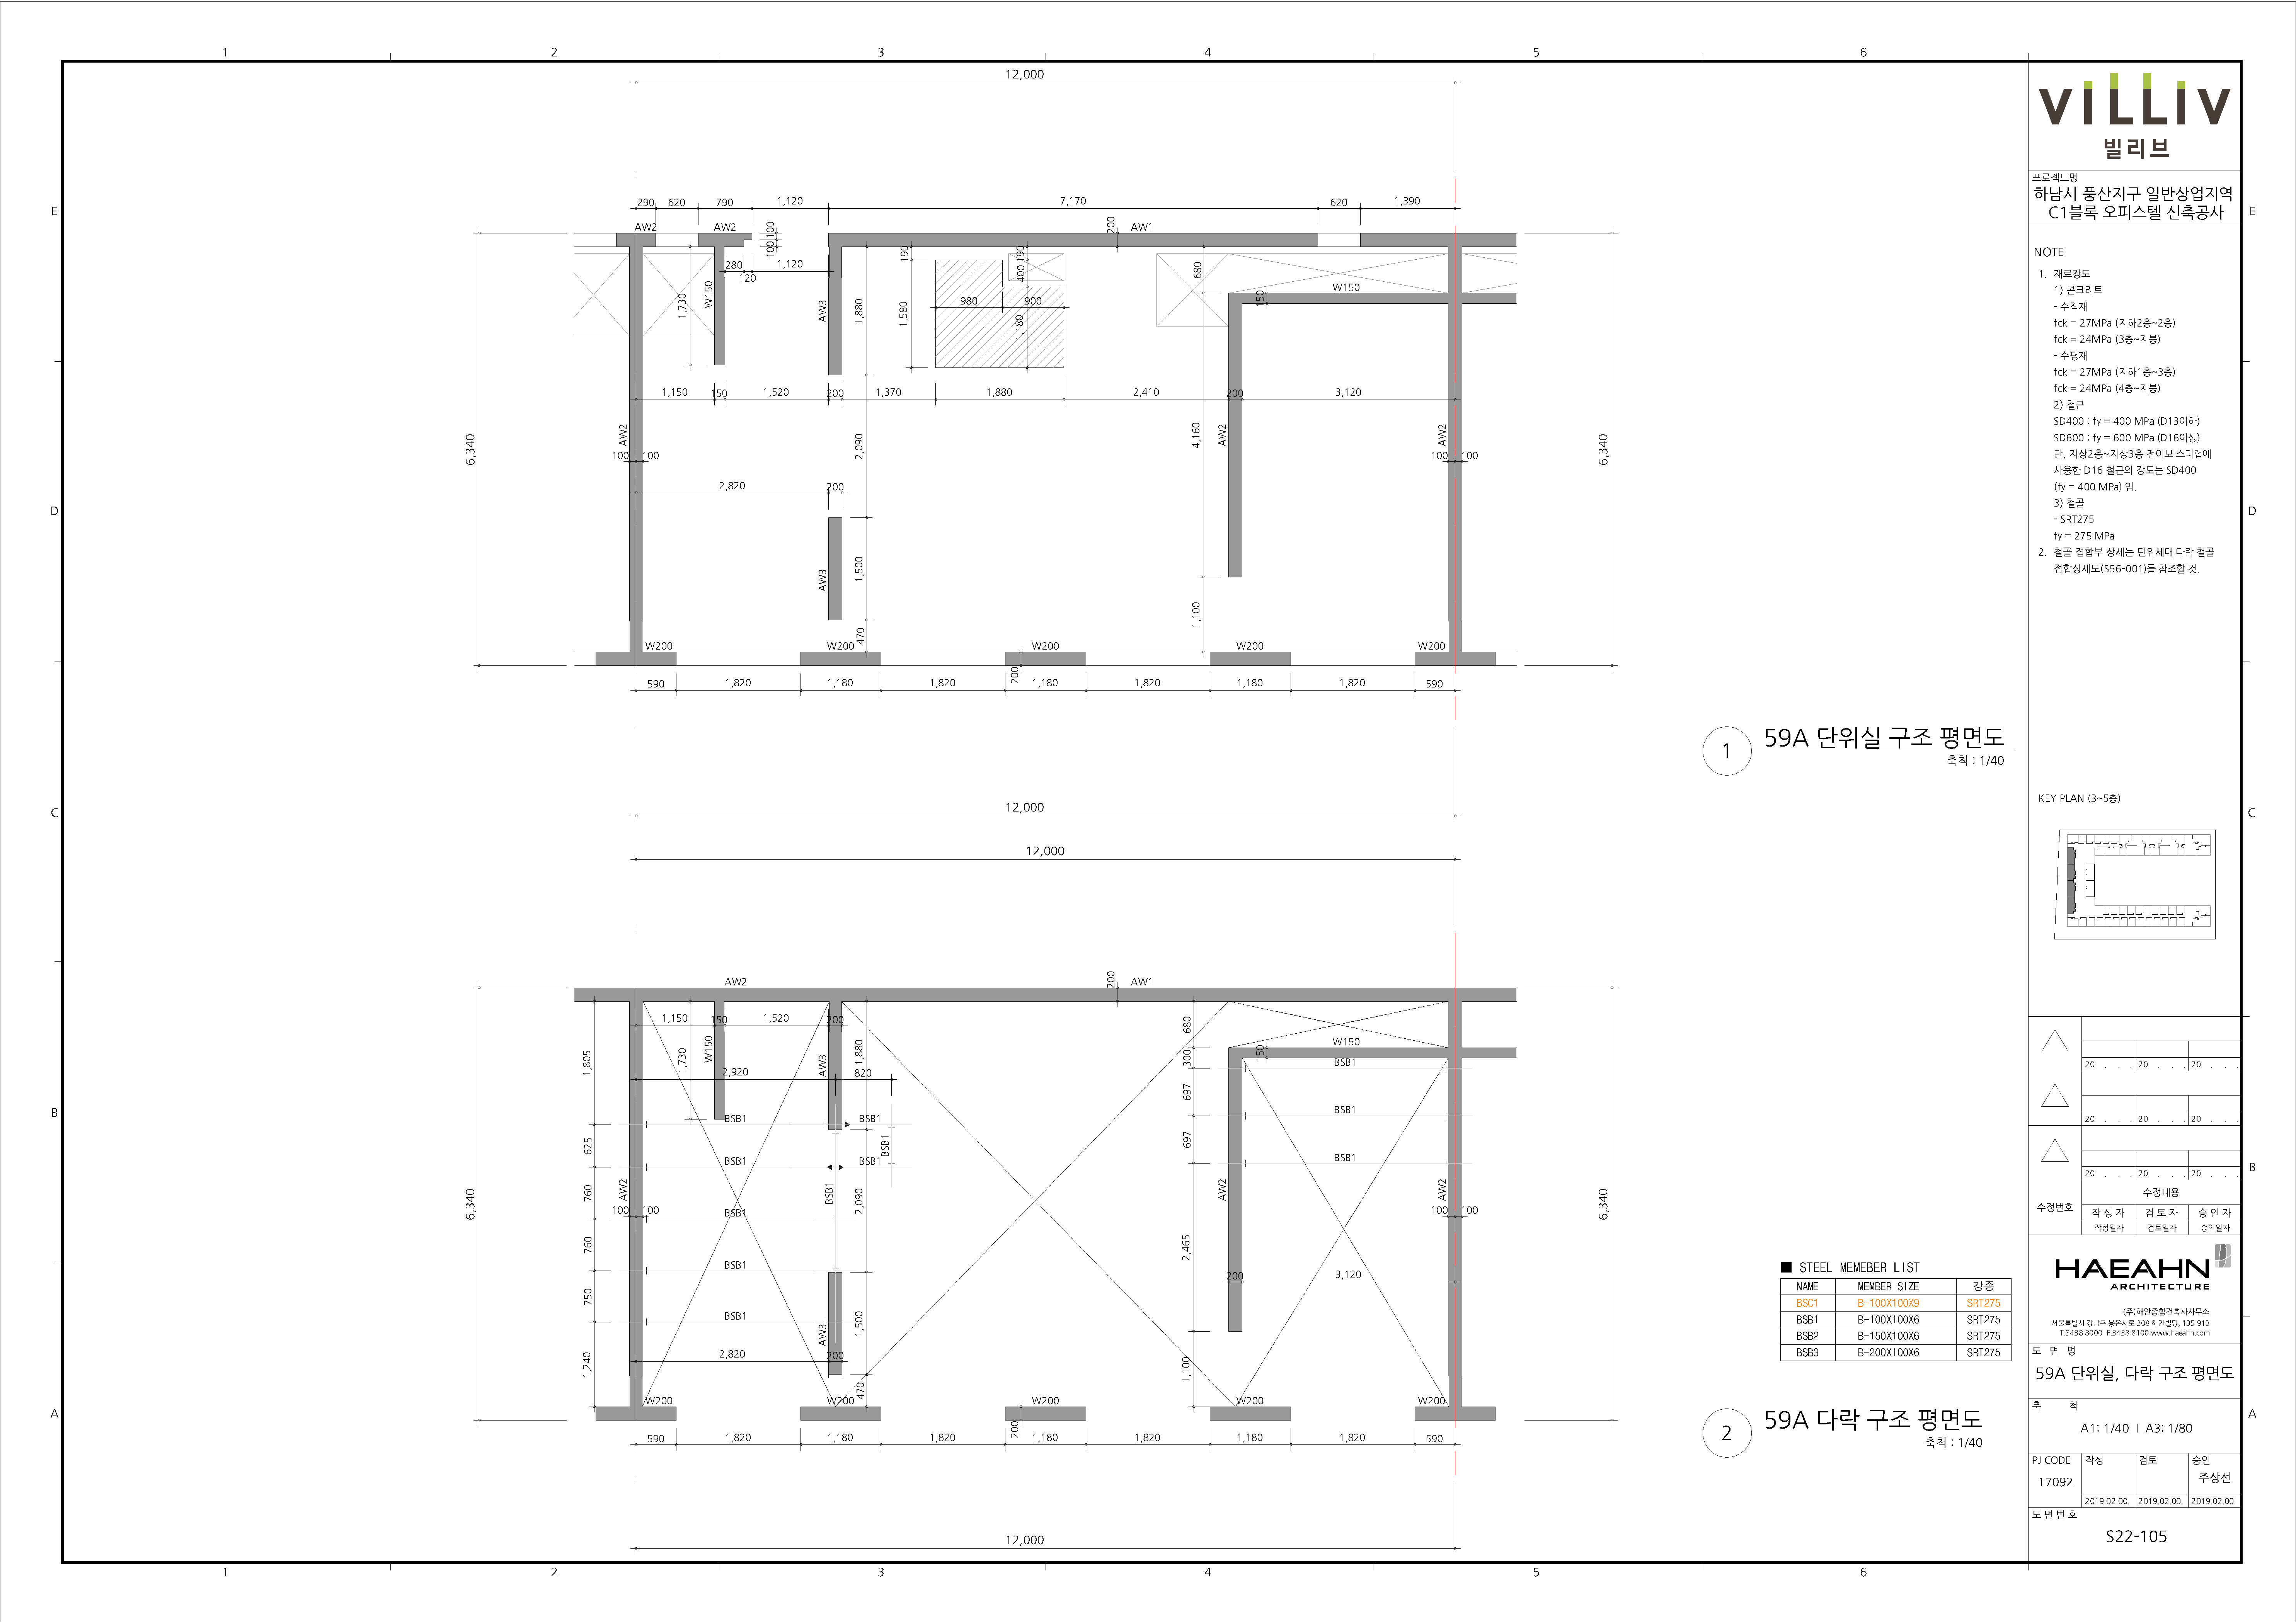 1 2 3 4 5 6
12,000
290 620 790 1,120 7,170 620 1,390
AW2 AW2 100 200 AW1
100
280 1,120 190 190 680
120 400
W150 150
1,730 W150 AW3 1,880 1,580 980 900
1,180
1,150 150 1,520 200 1,370 1,880 2,410 200 3,120
6,340 AW2 2,090 4,160 AW2 AW2 6,340
100 100 100 100
2,820 200
AW3 1,500
1,100
470
W200 W200 W200 W200 W200
590 1,820 1,180 1,820 200 1,180 1,820 1,180 1,820 590
1 59A 단위실 구조 평면도
축척 : 1/40
12,000
12,000
AW2 200 AW1
1,150 150 1,520 200 680
W150
1,805 1,730 W150 AW3 1,880 300 150 BSB1
2,920 820
697
BSB1 BSB1 BSB1
625 BSB1 697
BSB1 BSB1 BSB1
6,340 760 AW2 BSB1 2,090 AW2 AW2 6,340
100 100 BSB1 100 100
760 2,465
BSB1 200 3,120
750
BSB1 AW3 1,500
2,820 200
1,240 1,100
470
W200 W200 W200 W200 W200
590 1,820 1,180 1,820 200 1,180 1,820 1,180 1,820 590
12,000
■ STEEL MEMEBER LIST
NAME MEMBER SIZE 강종
BSC1 B-100X100X9 SRT275
BSB1 B-100X100X6 SRT275
BSB2 B-150X100X6 SRT275
BSB3 B-200X100X6 SRT275
2 59A 다락 구조 평면도
축척 : 1/40
E D C B A
E D C B A
1 2 3 4 5 6
VILLIV
빌리브
프로젝트명
하남시 풍산지구 일반상업지역
C1블록 오피스텔 신축공사
NOTE
1. 재료강도
1) 콘크리트
- 수직재
fck = 27MPa (지하2층~2층)
fck = 24MPa (3층~지붕)
- 수평재
fck = 27MPa (지하1층~3층)
fck = 24MPa (4층~지붕)
2) 철근
SD400 : fy = 400 MPa (D13이하)
SD600 : fy = 600 MPa (D16이상)
단, 지상2층~지상3층 전이보 스터럽에
사용한 D16 철근의 강도는 SD400
(fy = 400 MPa) 임.
3) 철골
- SRT275
fy = 275 MPa
2. 철골 접합부 상세는 단위세대 다락 철골
접합상세도(S56-001)를 참조할 것.
KEY PLAN (3~5층)
20 . . . 20 . . . 20 . . .
20 . . . 20 . . . 20 . . .
20 . . . 20 . . . 20 . . .
수정번호 수정내용
작 성 자 검 토 자 승 인 자
작성일자 검토일자 승인일자
HAEAHN
ARCHITECTURE
(주)해안종합건축사사무소
서울특별시 강남구 봉은사로 208 해안빌딩, 135-913
T.3438 8000 F.3438 8100 www.haeahn.com
도 면 명
59A 단위실, 다락 구조 평면도
축 척
A1: 1/40 I A3: 1/80
PJ CODE 작성 검토 승인
17092 주상선
2019.02.00. 2019.02.00. 2019.02.00.
도 면 번 호
S22-105